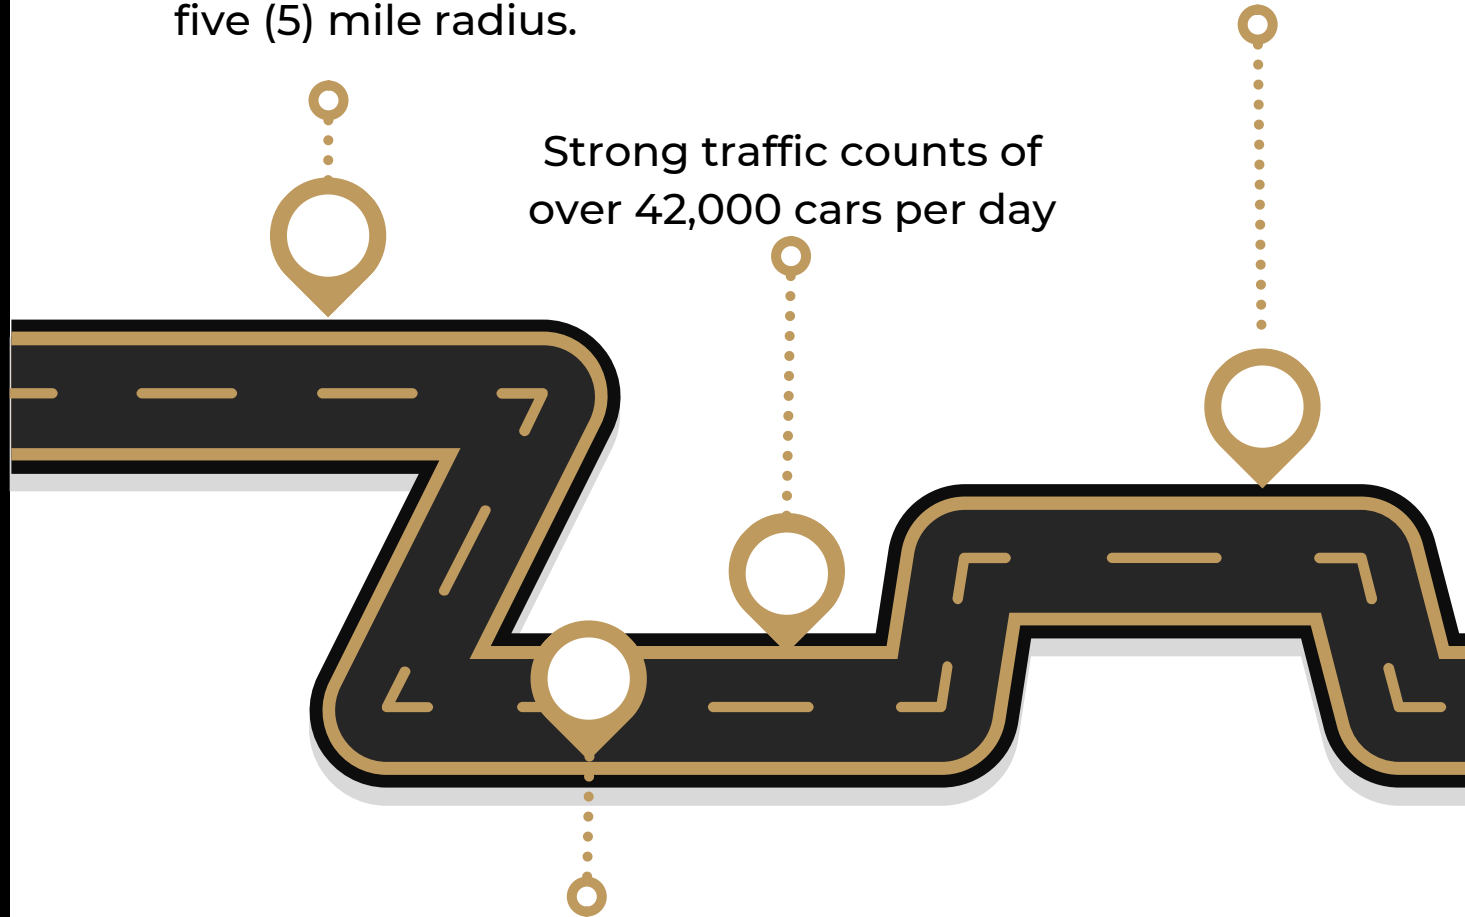 five (5) mile radius.
Strong traffic counts of
over 42,000 cars per day